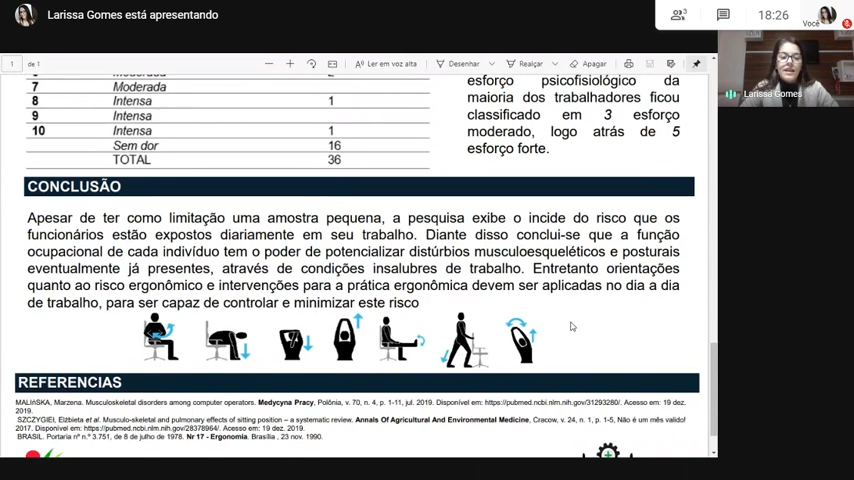 Larissa Gomes está apresentando
3
18:26
Você
1
de 1
Ler em voz alta
Desenhar
Realçar
Apagar
Larissa Gomes
Moderada 2
7 Moderada
8 Intensa 1
9 Intensa
10 Intensa 1
Sem dor 16
TOTAL 36
esforço psicofisiológico da
maioria dos trabalhadores ficou
classificado em 3 esforço
moderado, logo atrás de 5
esforço forte.
CONCLUSÃO
Apesar de ter como limitação uma amostra pequena, a pesquisa exibe o incide do risco que os
funcionários estão expostos diariamente em seu trabalho. Diante disso conclui-se que a função
ocupacional de cada indivíduo tem o poder de potencializar distúrbios musculoesqueléticos e posturais
eventualmente já presentes, através de condições insalubres de trabalho. Entretanto orientações
quanto ao risco ergonômico e intervenções para a prática ergonômica devem ser aplicadas no dia a dia
de trabalho, para ser capaz de controlar e minimizar este risco
REFERENCIAS
MALIńSKA, Marzena. Musculoskeletal disorders among computer operators. Medycyna Pracy, Polônia, v. 70, n. 4, p. 1-11, jul. 2019. Disponível em: https://pubmed.ncbi.nlm.nih.gov/31293280/. Acesso em: 19 dez.
2019.
SZCZYGIEł, Elżbieta et al. Musculo-skeletal and pulmonary effects of sitting position – a systematic review. Annals Of Agricultural And Environmental Medicine, Cracow, v. 24, n. 1, p. 1-5, Não é um mês valido!
2017. Disponível em: https://pubmed.ncbi.nlm.nih.gov/28378964/. Acesso em: 19 dez. 2019.
BRASIL. Portaria nº n.º 3.751, de 8 de julho de 1978. Nr 17 - Ergonomia. Brasília , 23 nov. 1990.